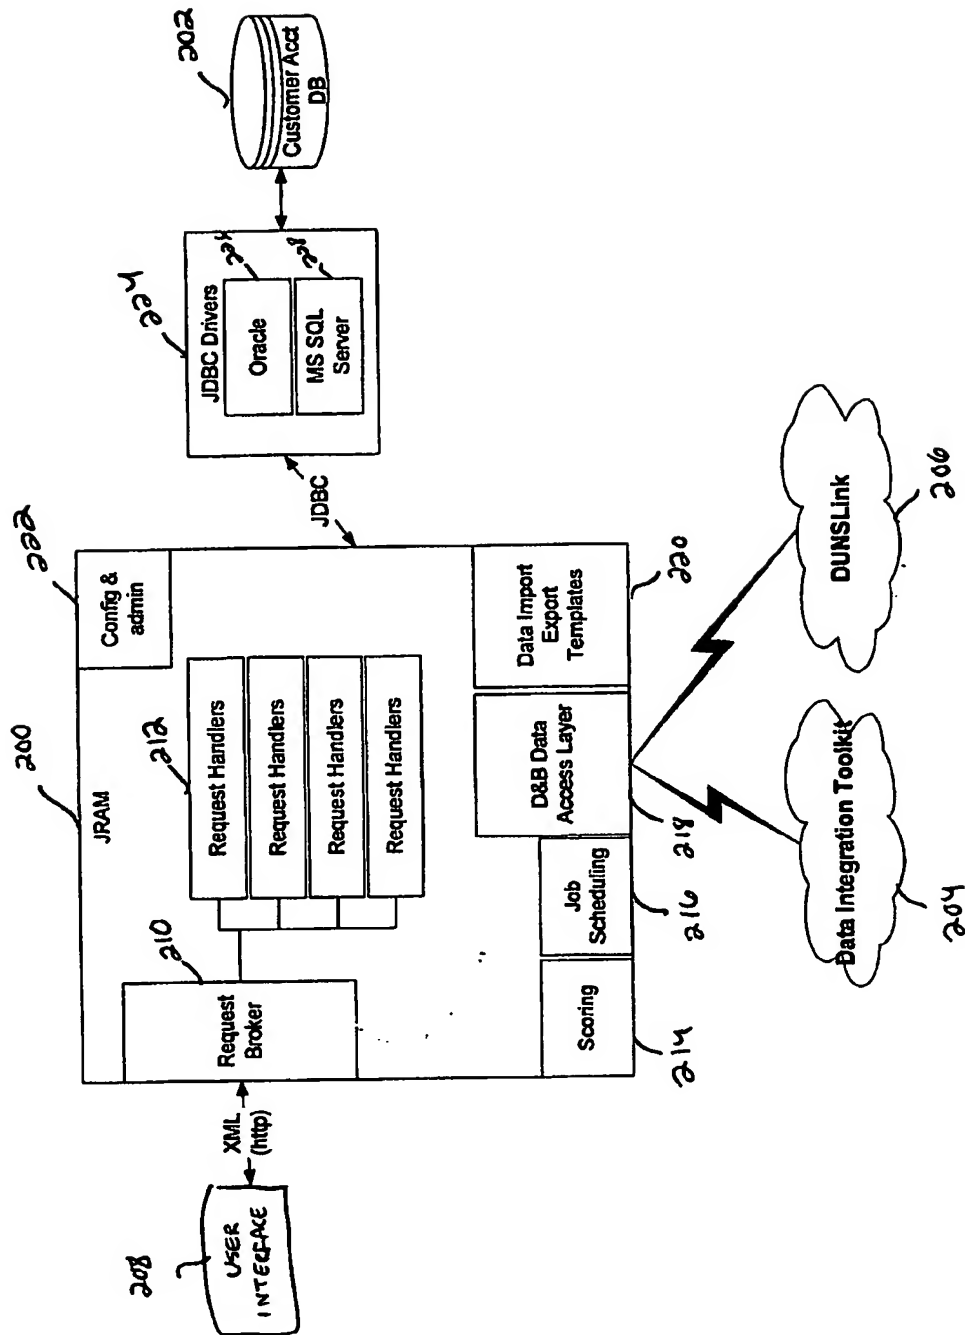 200
JRAM
222
Config &
admin
208
USER
INTERFACE
XML
(http)
210
Request
Broker
212
Request Handlers
Request Handlers
Request Handlers
Request Handlers
JDBC
224
JDBC Drivers
Oracle
MS SQL
Server
228
202
Customer Acct
DB
Scoring
Job
Scheduling
D&B Data
Access Layer
Data Import
Export
Templates
214
216
218
220
Data Integration Toolkit
204
DUNSLink
206